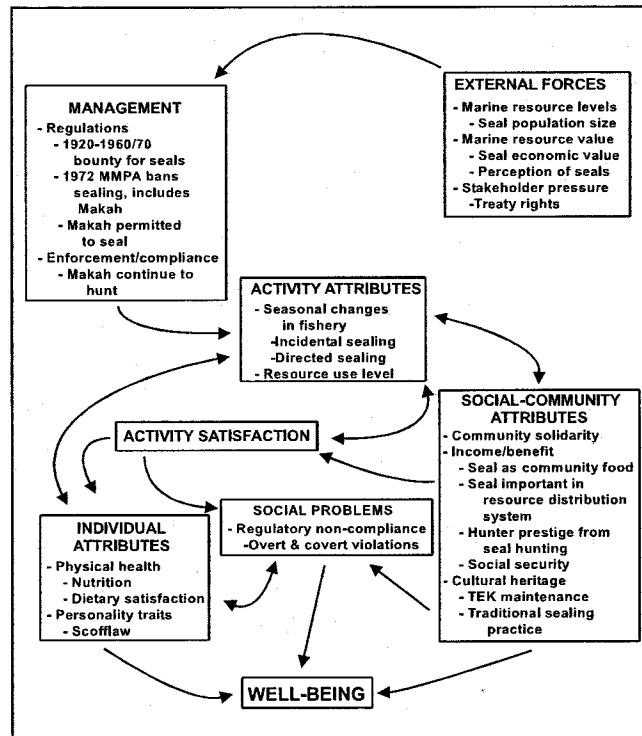 MANAGEMENT
- Regulations
- 1920-1960/70
bounty for seals
- 1972 MMPA bans
sealing, includes
Makah
- Makah permitted
to seal
- Enforcement/compliance
- Makah continue to
hunt
EXTERNAL FORCES
- Marine resource levels
- Seal population size
- Marine resource value
- Seal economic value
- Perception of seals
- Stakeholder pressure
-Treaty rights
ACTIVITY ATTRIBUTES
- Seasonal changes
in fishery
-Incidental sealing
-Directed sealing
- Resource use level
ACTIVITY SATISFACTION
SOCIAL-COMMUNITY
ATTRIBUTES
- Community solidarity
- Income/benefit
- Seal as community food
- Seal important in
resource distribution
system
- Hunter prestige from
seal hunting
- Social security
- Cultural heritage
- TEK maintenance
- Traditional sealing
practice
SOCIAL PROBLEMS
- Regulatory non-compliance
-Overt & covert violations
INDIVIDUAL
ATTRIBUTES
- Physical health
- Nutrition
- Dietary satisfaction
- Personality traits
- Scofflaw
WELL-BEING